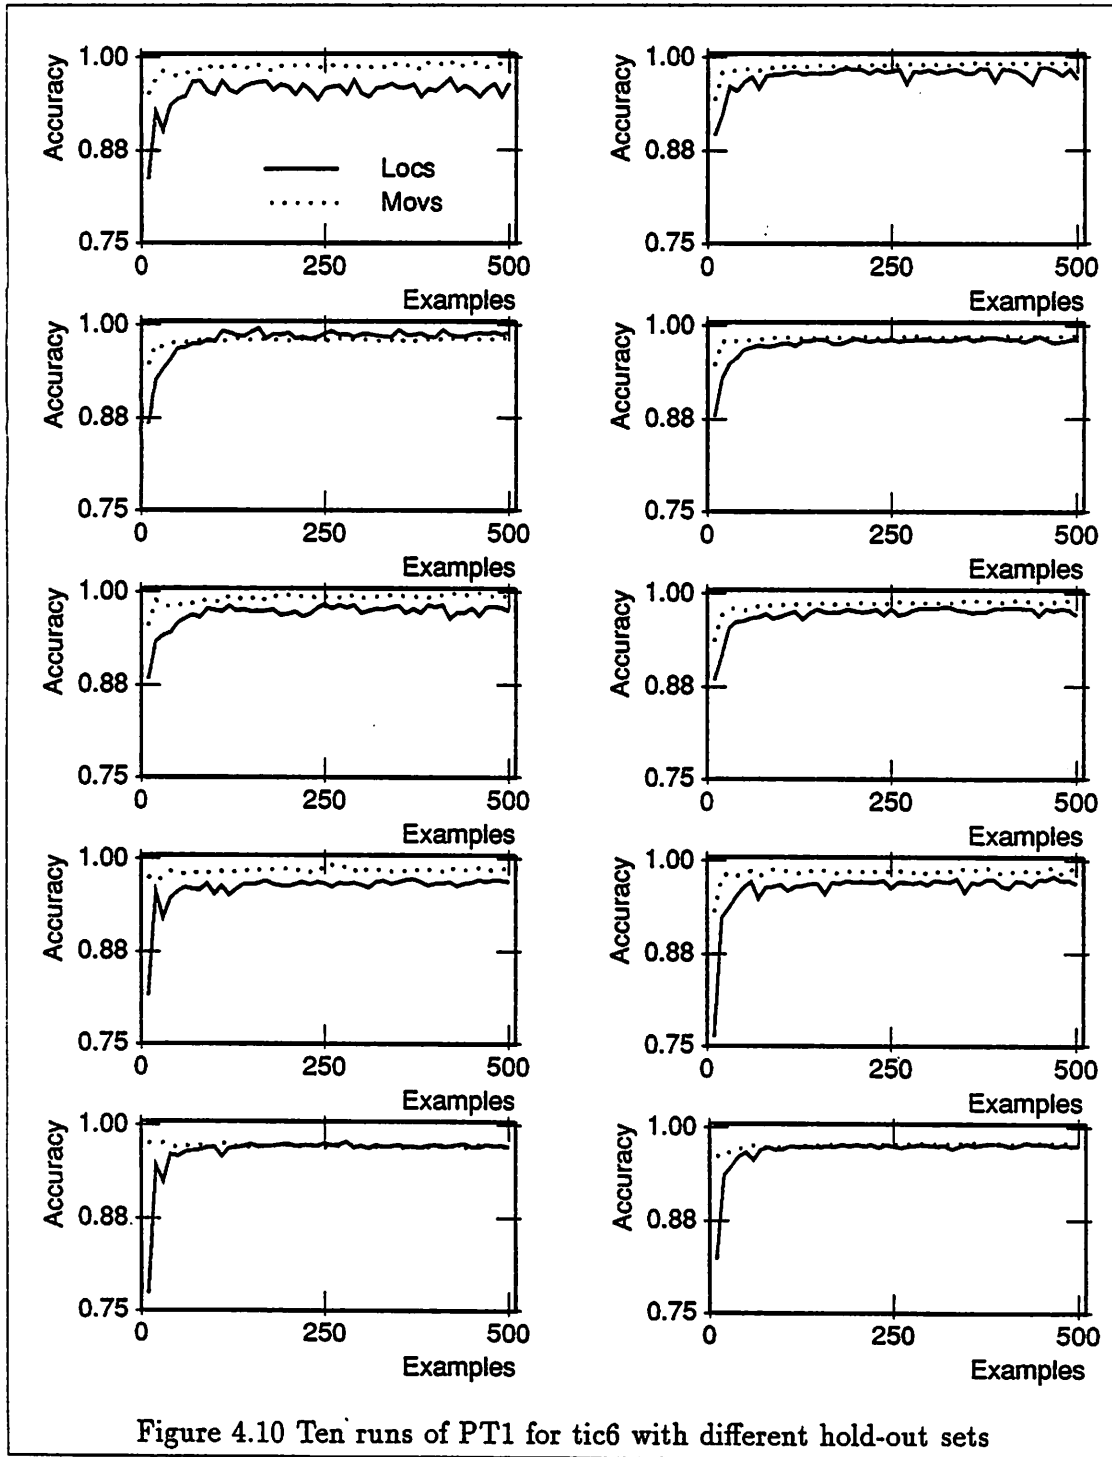 1.00 1.00
Accuracy Accuracy
0.88 0.88
Locs
Movs
0.75 0.75
0 250 500 0 250 500
Examples Examples
1.00 1.00
Accuracy Accuracy
0.88 0.88
0.75 0.75
0 250 500 0 250 500
Examples Examples
1.00 1.00
Accuracy Accuracy
0.88 0.88
0.75 0.75
0 250 500 0 250 500
Examples Examples
1.00 1.00
Accuracy Accuracy
0.88 0.88
0.75 0.75
0 250 500 0 250 500
Examples Examples
1.00 1.00
Accuracy Accuracy
0.88 0.88
0.75 0.75
0 250 500 0 250 500
Examples Examples
Figure 4.10 Ten runs of PT1 for tic6 with different hold-out sets